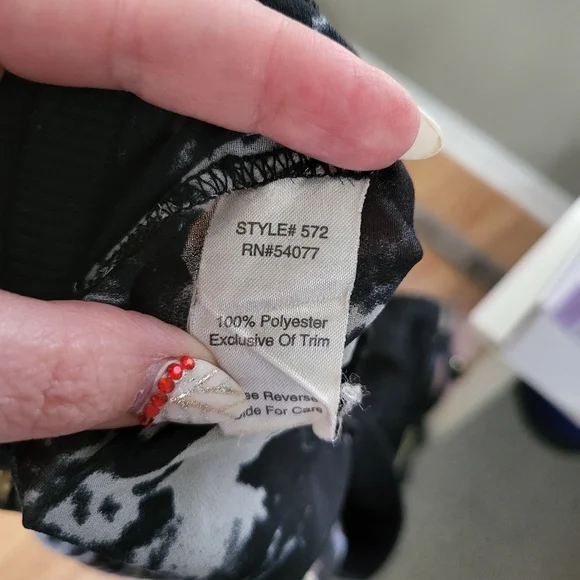 STYLE# 572
RN#54077
100% Polyester
Exclusive Of Trim
Reverse
For Care